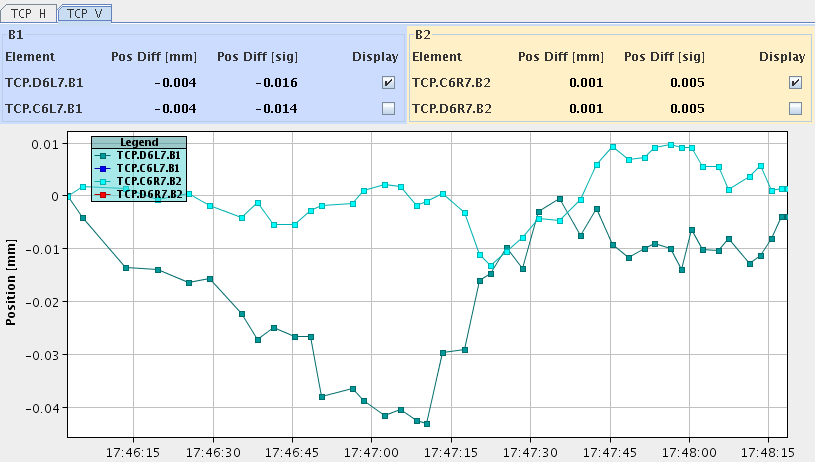 TCP H TCP V
B1 B2
Element Pos Diff [mm] Pos Diff [sig] Display Element Pos Diff [mm] Pos Diff [sig] Display
TCP.D6L7.B1 -0.004 -0.016 TCP.C6R7.B2 0.001 0.005
TCP.C6L7.B1 -0.004 -0.014 TCP.D6R7.B2 0.001 0.005
Legend
TCP.D6L7.B1
TCP.C6L7.B1
TCP.C6R7.B2
TCP.D6R7.B2
Position [mm]
0.01
0
-0.01
-0.02
-0.03
-0.04
17:46:15 17:46:30 17:46:45 17:47:00 17:47:15 17:47:30 17:47:45 17:48:00 17:48:15